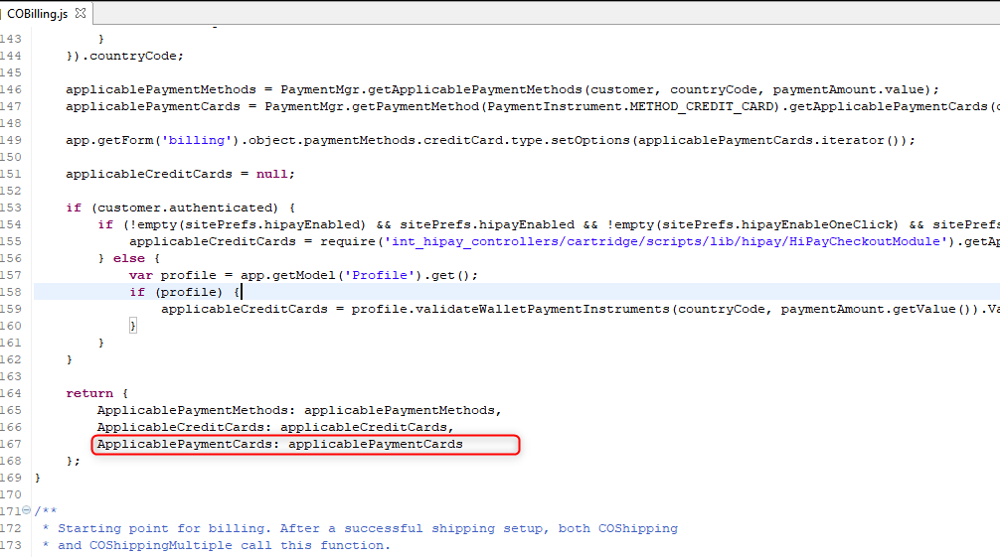 COBilling.js
143 }
144 }).countryCode;
145
146 applicablePaymentMethods = PaymentMgr.getApplicablePaymentMethods(customer, countryCode, paymentAmount.value);
147 applicablePaymentCards = PaymentMgr.getPaymentMethod(PaymentInstrument.METHOD_CREDIT_CARD).getApplicablePaymentCards(
148
149 app.getForm('billing').object.paymentMethods.creditCard.type.setOptions(applicablePaymentCards.iterator());
150
151 applicableCreditCards = null;
152
153 if (customer.authenticated) {
154 if (!empty(sitePrefs.hipayEnabled) && sitePrefs.hipayEnabled && !empty(sitePrefs.hipayEnableOneClick) && sitePrefs
155 applicableCreditCards = require('int_hipay_controllers/cartridge/scripts/lib/hipay/HiPayCheckoutModule').getAp
156 } else {
157 var profile = app.getModel('Profile').get();
158 if (profile) {
159 applicableCreditCards = profile.validateWalletPaymentInstruments(countryCode, paymentAmount.getValue()).Va
160 }
161 }
162 }
163
164 return {
165 ApplicablePaymentMethods: applicablePaymentMethods,
166 ApplicableCreditCards: applicableCreditCards,
167 ApplicablePaymentCards: applicablePaymentCards
168 };
169 }
170
171 /**
172 * Starting point for billing. After a successful shipping setup, both COShipping
173 * and COShippingMultiple call this function.